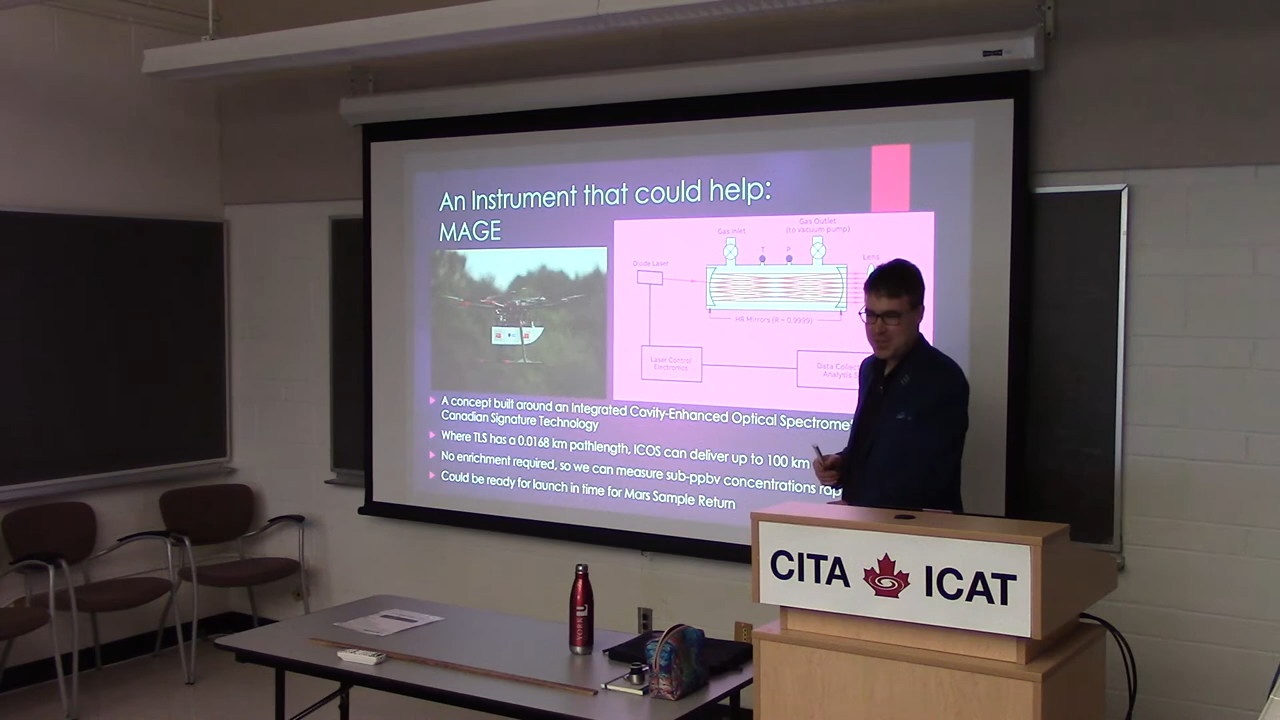 An Instrument that could help:
MAGE
Gas Inlet
Gas Outlet
(to vacuum pump)
T
P
Lens
Diode Laser
HR Mirrors (R = 0.9999)
Laser Control
Electronics
Data Collec
Analysis
A concept built around an Integrated Cavity-Enhanced Optical Spectromet
Canadian Signature Technology
Where TLS has a 0.0168 km pathlength, ICOS can deliver up to 100 km
No enrichment required, so we can measure sub-ppbv concentrations rap
Could be ready for launch in time for Mars Sample Return
CITA ICAT
YORK U